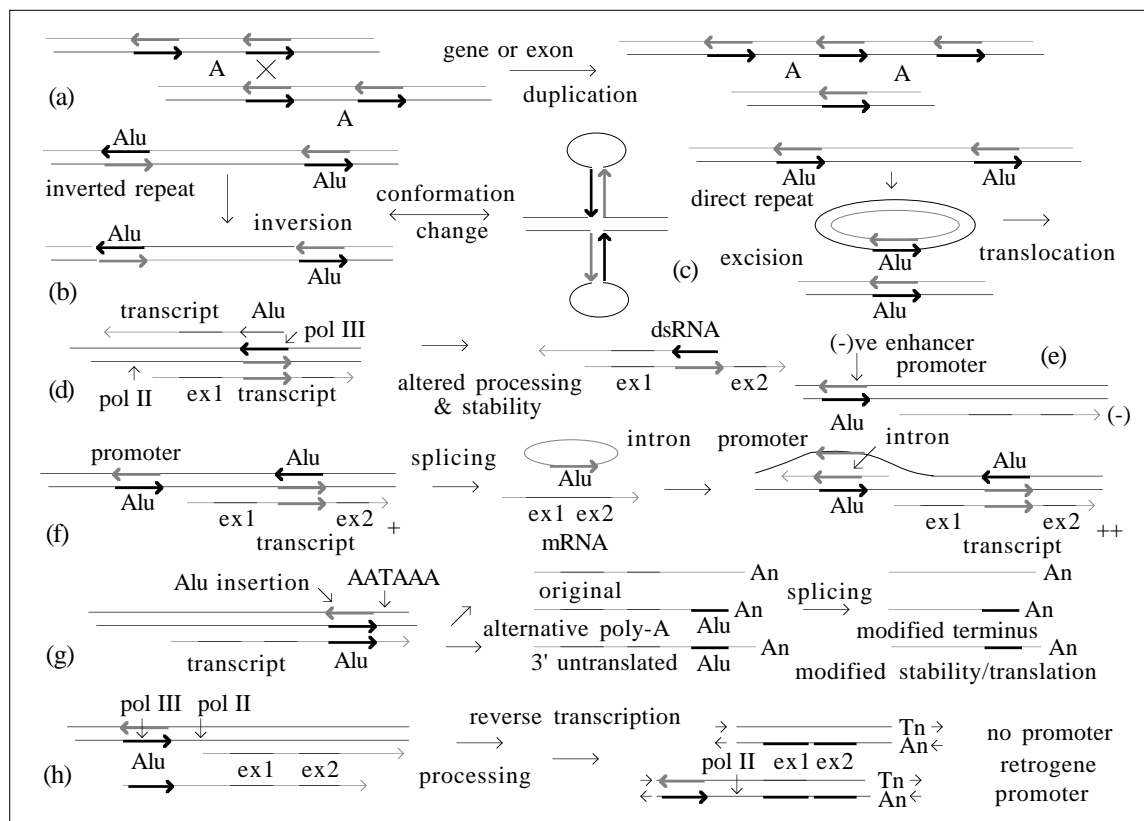 gene or exon
A
A A
(a)
duplication
A
Alu
inverted repeat
Alu
conformation
change
direct repeat
Alu Alu
inversion
Alu
Alu
(b)
(c)
excision
Alu
translocation
transcript
Alu
pol III
dsRNA
(-)ve enhancer
promoter
(e)
(d)
pol II
ex1
transcript
altered processing
& stability
ex1
ex2
Alu
(-)
promoter
Alu
Alu
splicing
intron
Alu
promoter
intron
Alu
Alu
(f)
ex1
ex2
+
transcript
ex1 ex2
mRNA
ex1
ex2
++
transcript
Alu insertion
AATAAA
An
original
An
Alu
alternative poly-A
An
3' untranslated
Alu
splicing
An
An
modified terminus
An
modified stability/translation
(g)
transcript
Alu
pol III
pol II
reverse transcription
Tn
An
no promoter
Alu
ex1
ex2
(h)
processing
pol II
ex1 ex2
retrogene
Tn
An
promoter